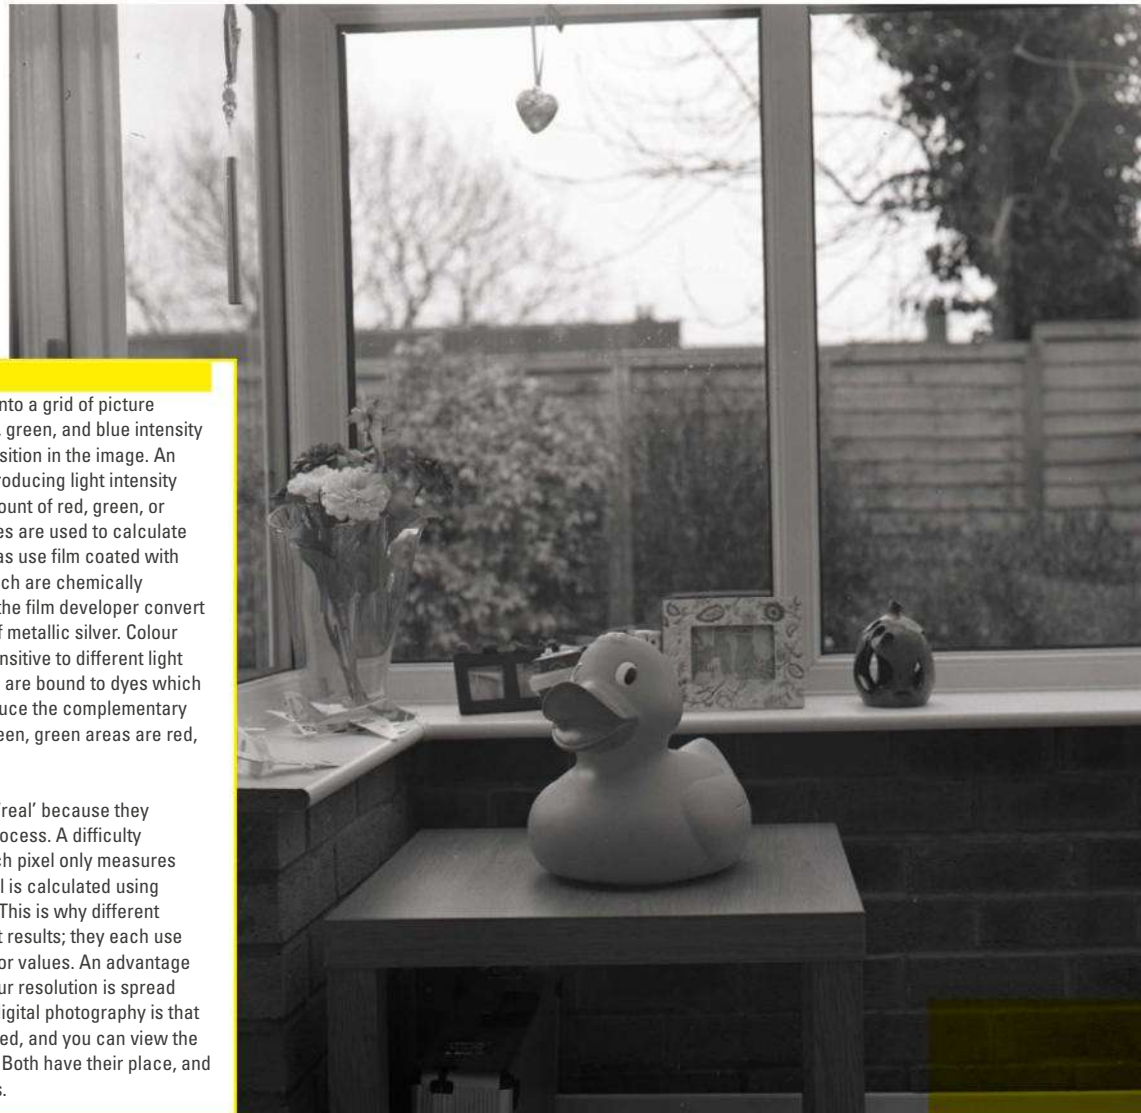 nto a grid of picture
green, and blue intensity
sition in the image. An
roducing light intensity
ount of red, green, or
es are used to calculate
as use film coated with
ch are chemically
the film developer convert
f metallic silver. Colour
nsitive to different light
are bound to dyes which
uce the complementary
een, green areas are red,
'real' because they
ocess. A difficulty
ch pixel only measures
l is calculated using
This is why different
t results; they each use
or values. An advantage
ur resolution is spread
digital photography is that
ed, and you can view the
Both have their place, and
s.